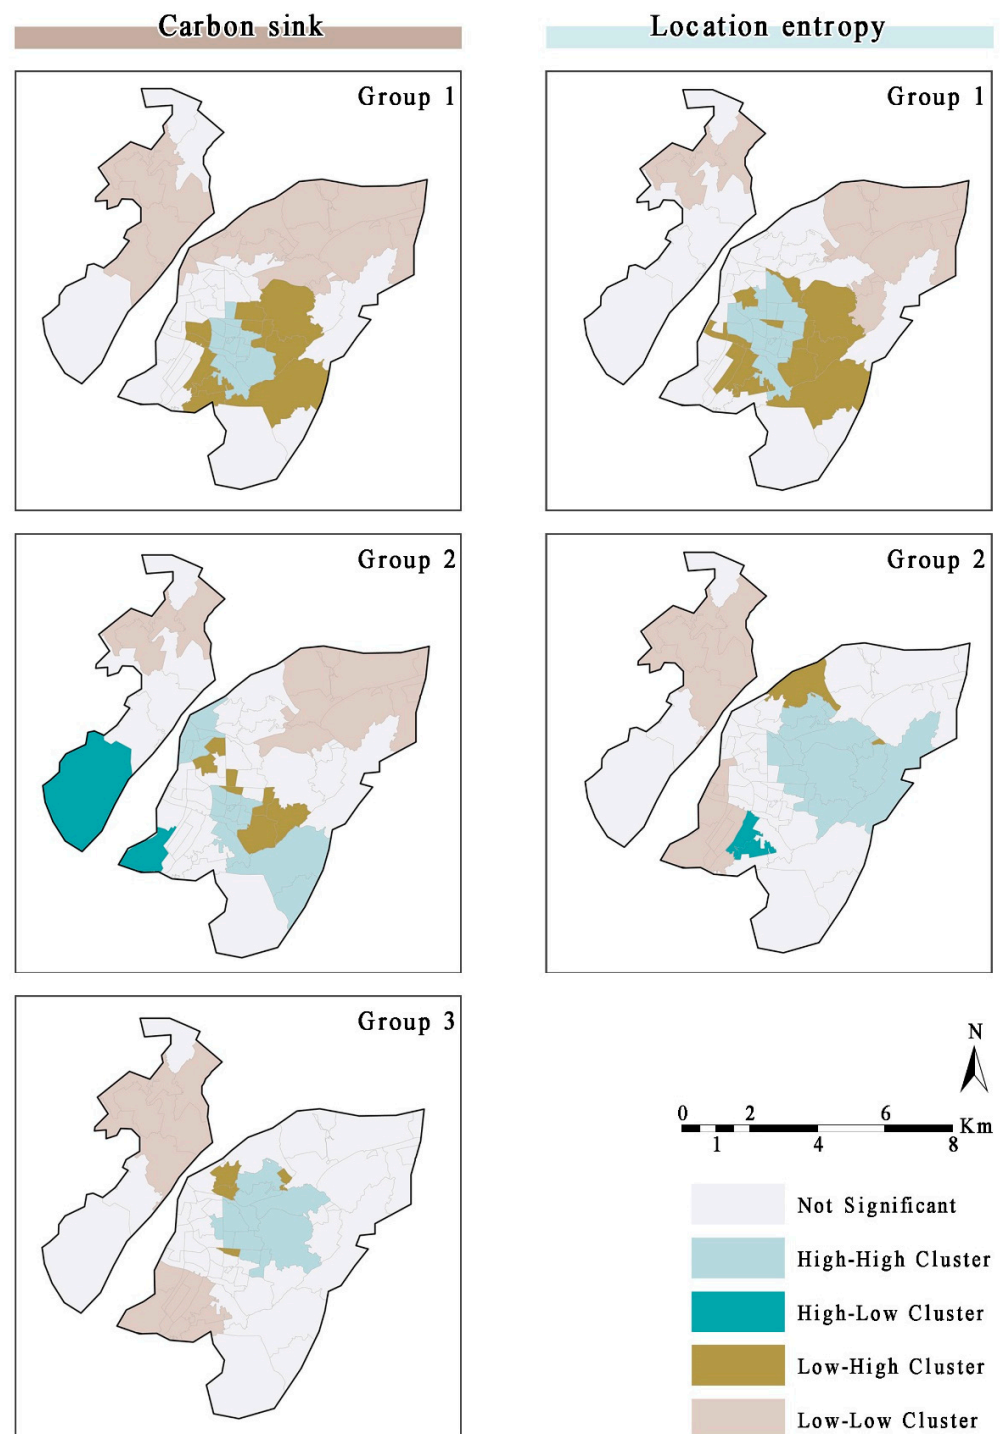 Carbon sink
Location entropy
Group 1
Group 1
Group 2
Group 2
Group 3
N
0 2 6 Km
1 4 8
Not Significant
High-High Cluster
High-Low Cluster
Low-High Cluster
Low-Low Cluster